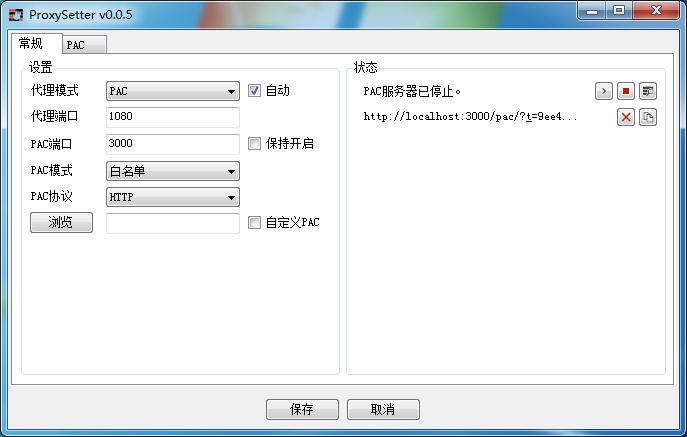 ProxySetter v0.0.5
常规
PAC
设置
代理模式
PAC
自动
代理端口
1080
PAC端口
3000
保持开启
PAC模式
白名单
PAC协议
HTTP
浏览
自定义PAC
状态
PAC服务器已停止。
http://localhost:3000/pac/?t=9ee4...
保存
取消